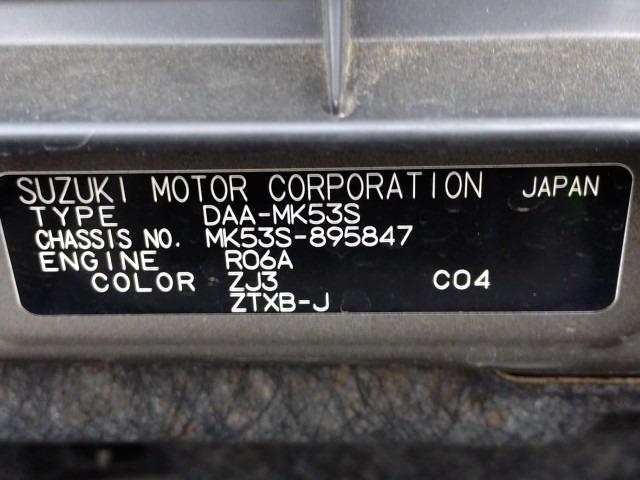 SUZUKI MOTOR CORPORATION JAPAN
TYPE DAA-MK53S
CHASSIS NO. MK53S-895847
ENGINE R06A
COLOR ZJ3 C04
ZTXB-J